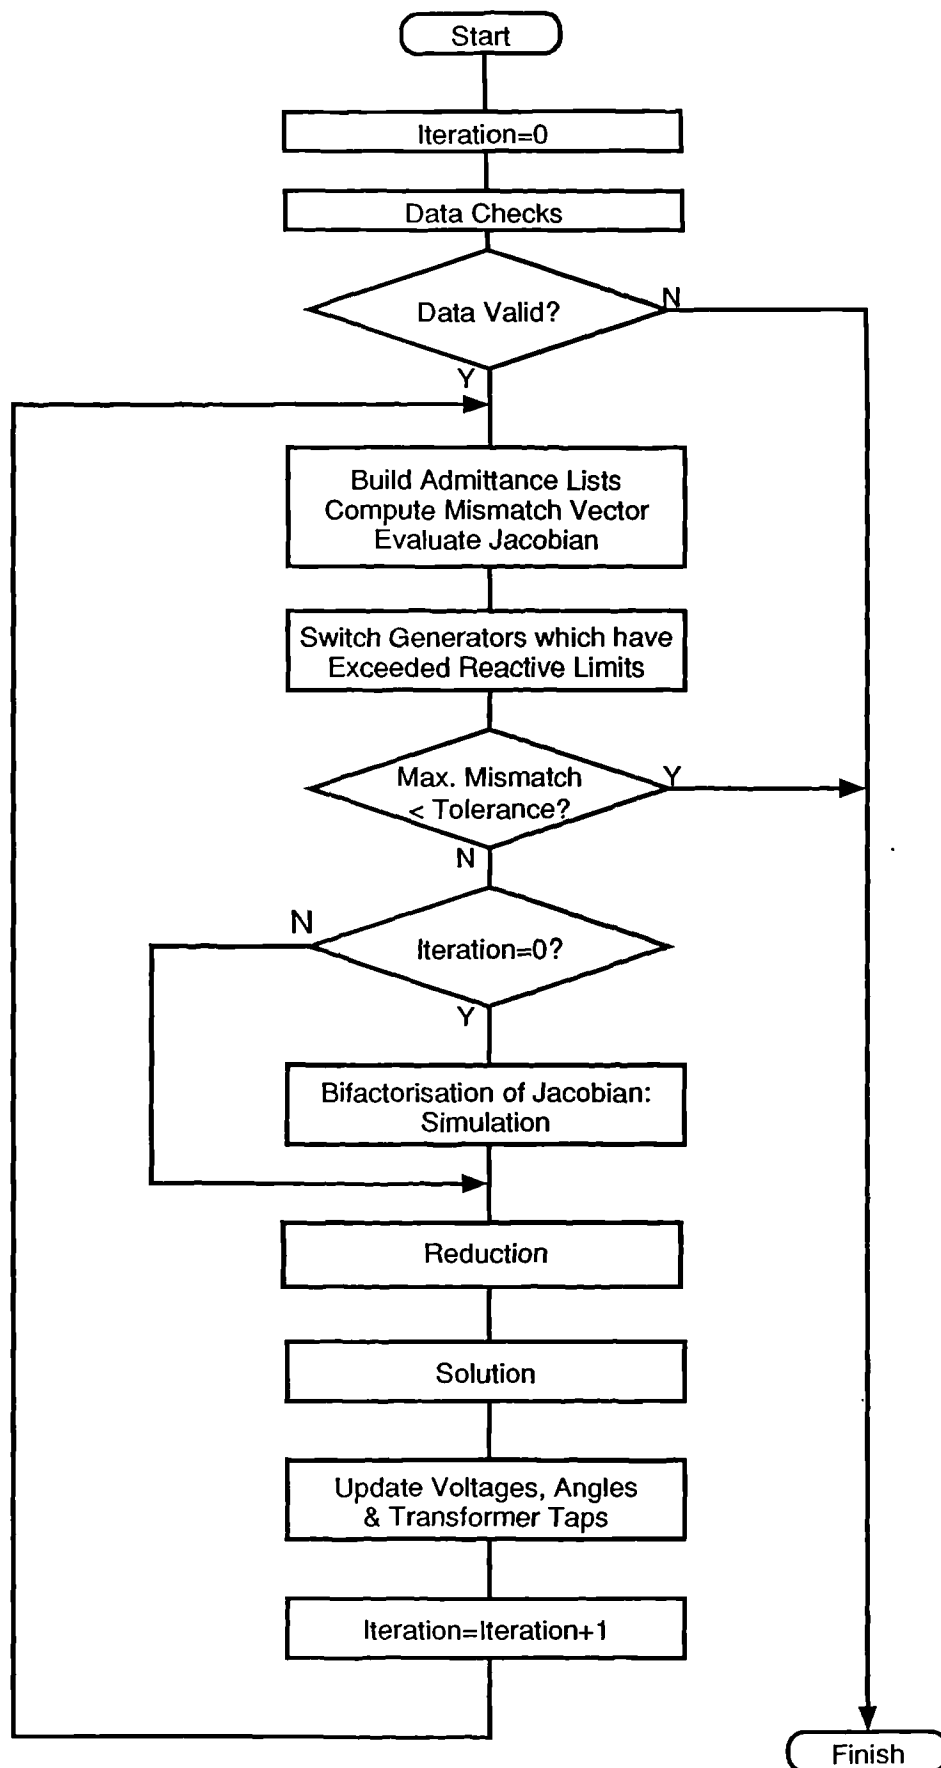 Start
Iteration=0
Data Checks
Data Valid?
N
Y
Build Admittance Lists
Compute Mismatch Vector
Evaluate Jacobian
Switch Generators which have
Exceeded Reactive Limits
Max. Mismatch
< Tolerance?
Y
N
N
Iteration=0?
Y
Bifactorisation of Jacobian:
Simulation
Reduction
Solution
Update Voltages, Angles
& Transformer Taps
Iteration=Iteration+1
Finish